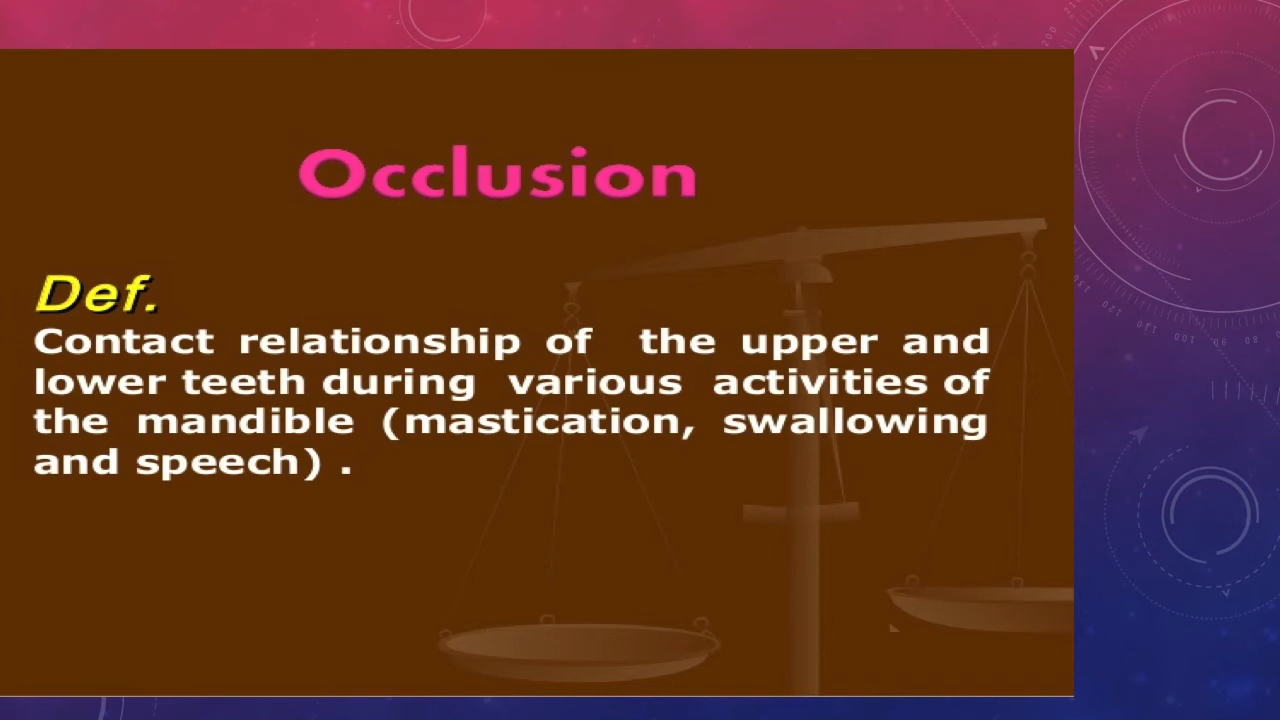 Occlusion
Def.
Contact relationship of the upper and
lower teeth during various activities of
the mandible (mastication, swallowing
and speech) .